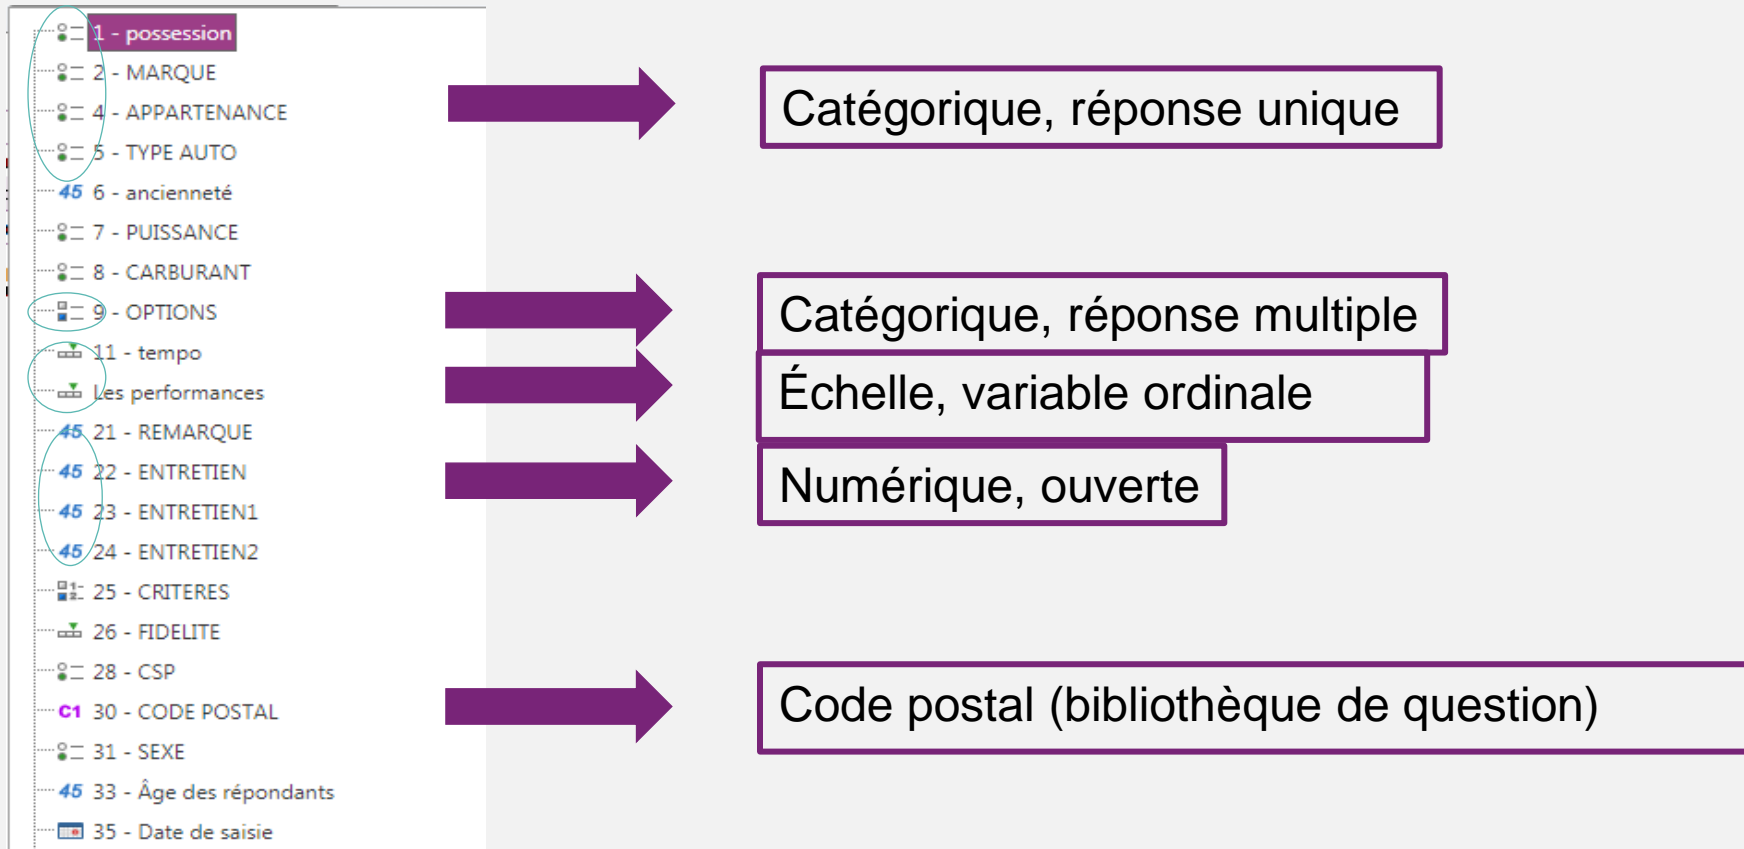 1 - possession
2 - MARQUE
4 - APPARTENANCE
5 - TYPE AUTO
45 6 - ancienneté
7 - PUISSANCE
8 - CARBURANT
9 - OPTIONS
11 - tempo
Les performances
45 21 - REMARQUE
45 22 - ENTRETIEN
45 23 - ENTRETIEN1
45 24 - ENTRETIEN2
1 2 25 - CRITERES
26 - FIDELITE
28 - CSP
C1 30 - CODE POSTAL
31 - SEXE
45 33 - Âge des répondants
35 - Date de saisie
Catégorique, réponse unique
Catégorique, réponse multiple
Échelle, variable ordinale
Numérique, ouverte
Code postal (bibliothèque de question)